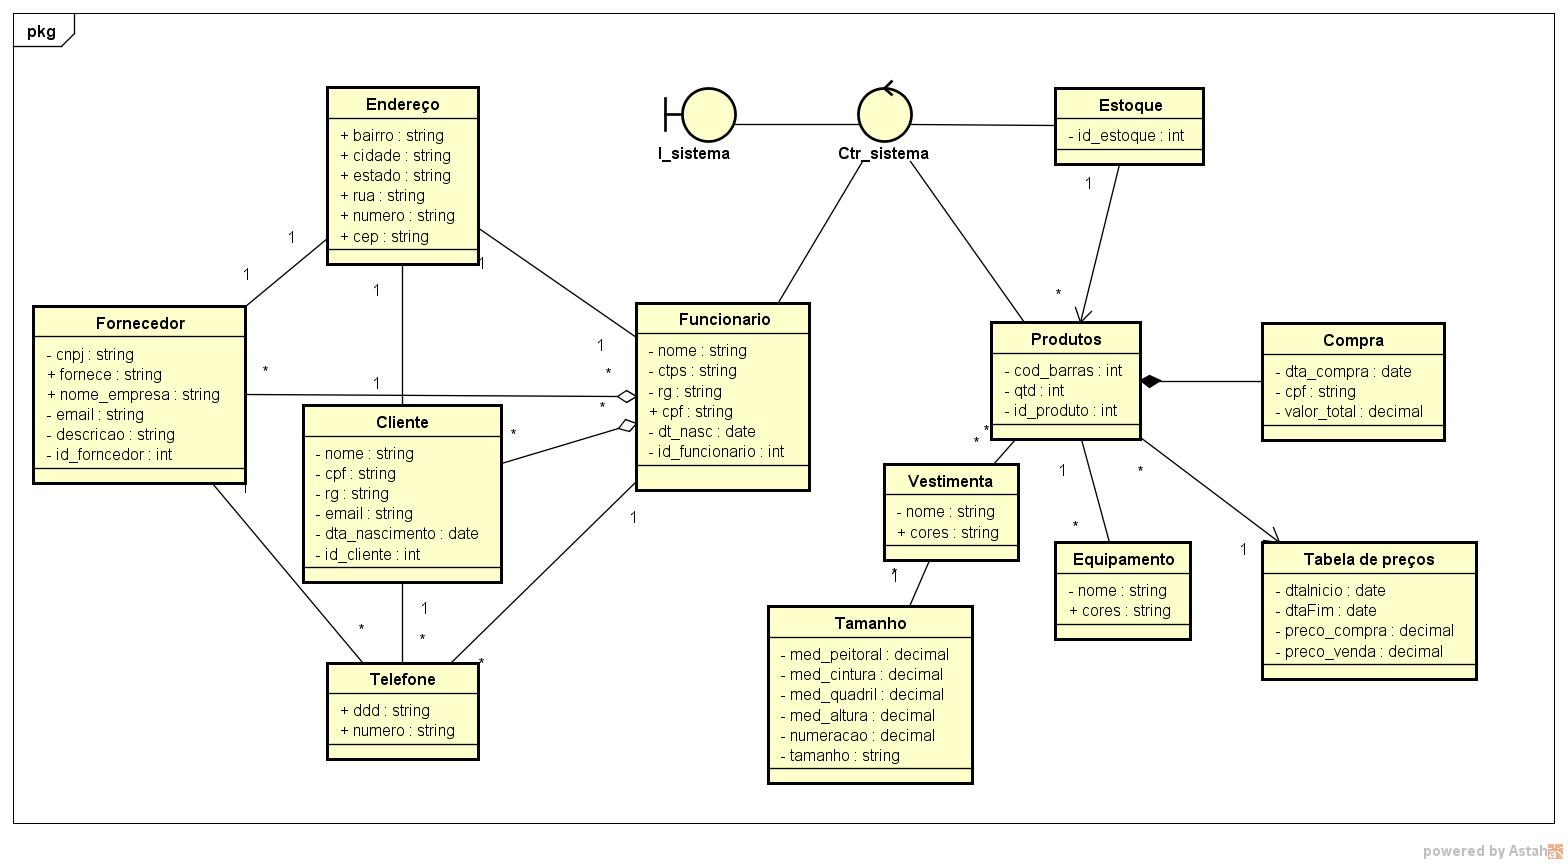 pkg
Endereço
+ bairro : string
+ cidade : string
+ estado : string
+ rua : string
+ numero : string
+ cep : string
I_sistema
Ctr_sistema
Estoque
- id_estoque : int
1
*
1
1
1
1
1
1
Fornecedor
- cnpj : string
+ fornece : string
+ nome_empresa : string
- email : string
- descricao : string
- id_forncedor : int
*
*
1
*
Cliente
- nome : string
- cpf : string
- rg : string
- email : string
- dta_nascimento : date
- id_cliente : int
*
*
1
*
Funcionario
- nome : string
- ctps : string
- rg : string
+ cpf : string
- dt_nasc : date
- id_funcionario : int
1
*
Telefone
+ ddd : string
+ numero : string
Produtos
- cod_barras : int
- qtd : int
- id_produto : int
Compra
- dta_compra : date
- cpf : string
- valor_total : decimal
*
*
1
*
*
1
Vestimenta
- nome : string
+ cores : string
*
1
Equipamento
- nome : string
+ cores : string
Tabela de preços
- dtaInicio : date
- dtaFim : date
- preco_compra : decimal
- preco_venda : decimal
Tamanho
- med_peitoral : decimal
- med_cintura : decimal
- med_quadril : decimal
- med_altura : decimal
- numeracao : decimal
- tamanho : string
powered by Astah